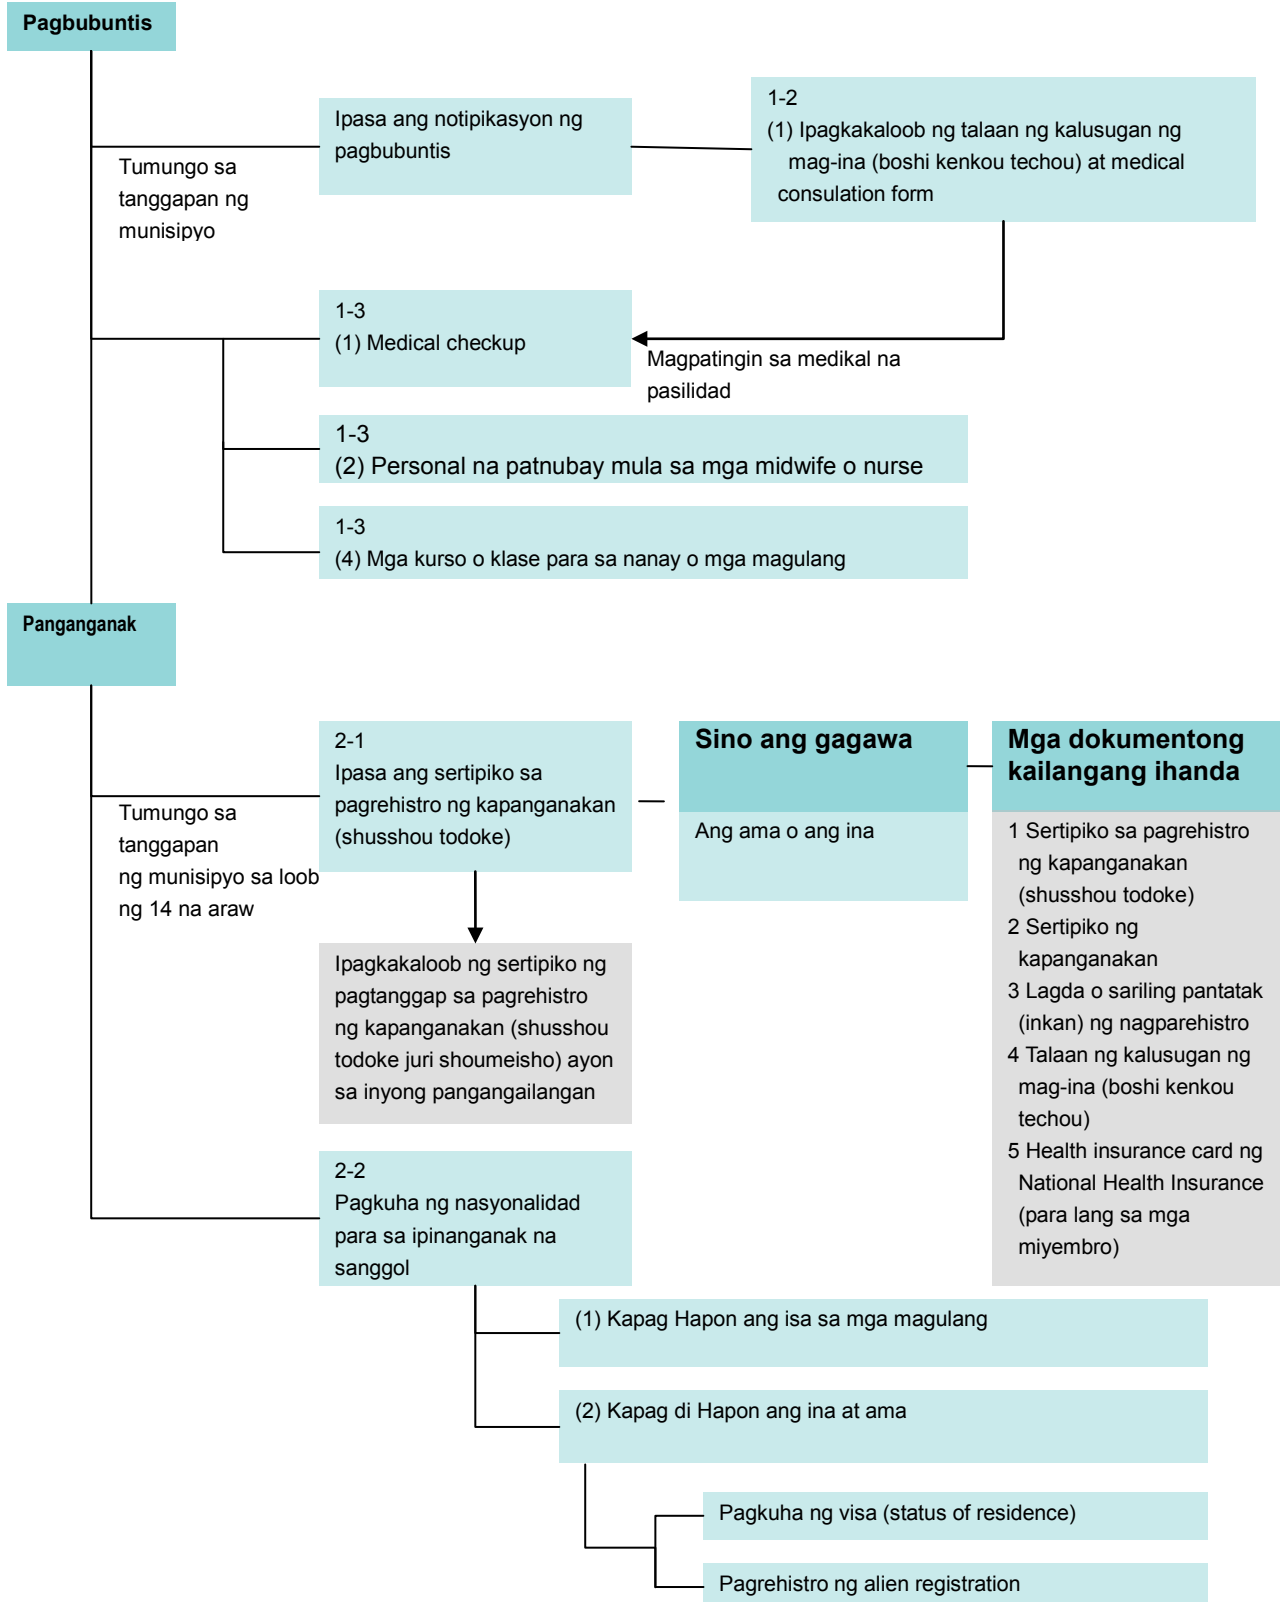 Pagbubuntis
Ipasa ang notipikasyon ng
pagbubuntis
1-2
(1) Ipagkakaloob ng talaan ng kalusugan ng
mag-ina (boshi kenkou techou) at medical
consulation form
Tumungo sa
tanggapan ng
munisipyo
1-3
(1) Medical checkup
Magpatingin sa medikal na
pasilidad
1-3
(2) Personal na patnubay mula sa mga midwife o nurse
1-3
(4) Mga kurso o klase para sa nanay o mga magulang
Panganganak
Tumungo sa
tanggapan
ng munisipyo sa loob
ng 14 na araw
2-1
Ipasa ang sertipiko sa
pagrehistro ng kapanganakan
(shusshou todoke)
Sino ang gagawa
Ang ama o ang ina
Mga dokumentong
kailangang ihanda
1 Sertipiko sa pagrehistro
ng kapanganakan
(shusshou todoke)
2 Sertipiko ng
kapanganakan
3 Lagda o sariling pantatak
(inkan) ng nagparehistro
4 Talaan ng kalusugan ng
mag-ina (boshi kenkou
techou)
5 Health insurance card ng
National Health Insurance
(para lang sa mga
miyembro)
Ipagkakaloob ng sertipiko ng
pagtanggap sa pagrehistro
ng kapanganakan (shusshou
todoke juri shoumeisho) ayon
sa inyong pangangailangan
2-2
Pagkuha ng nasyonalidad
para sa ipinanganak na
sanggol
(1) Kapag Hapon ang isa sa mga magulang
(2) Kapag di Hapon ang ina at ama
Pagkuha ng visa (status of residence)
Pagrehistro ng alien registration